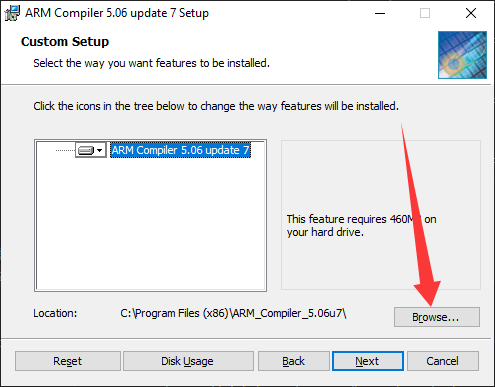 ARM Compiler 5.06 update 7 Setup
Custom Setup
Select the way you want features to be installed.
Click the icons in the tree below to change the way features will be installed.
ARM Compiler 5.06 update 7
This feature requires on
your hard drive.
Location: C:\Program Files (x86)\ARM_Compiler_5.06u7\
Browse...
Reset Disk Usage Back Next Cancel